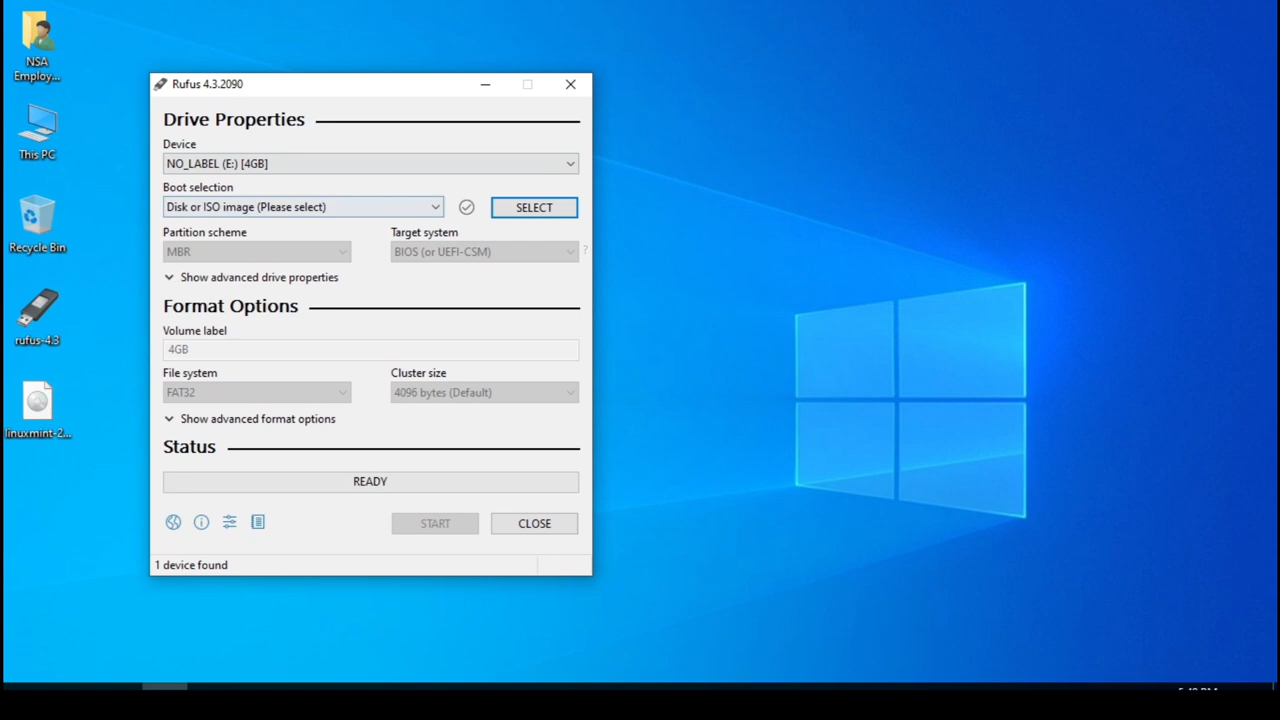 NSA
Employ...
This PC
Recycle Bin
rufus-4.3
linuxmint-2...
Rufus 4.3.2090
Drive Properties
Device
NO_LABEL (E:) [4GB]
Boot selection
Disk or ISO image (Please select)
SELECT
Partition scheme
Target system
MBR
BIOS (or UEFI-CSM)
?
Show advanced drive properties
Format Options
Volume label
4GB
File system
Cluster size
FAT32
4096 bytes (Default)
Show advanced format options
Status
READY
START
CLOSE
1 device found